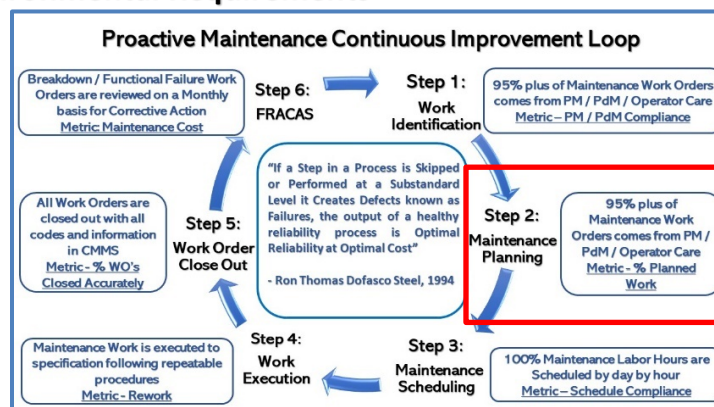 Proactive Maintenance Continuous Improvement Loop
Breakdown / Functional Failure Work
Orders are reviewed on a Monthly
basis for Corrective Action
Metric: Maintenance Cost
Step 6:
FRACAS
Step 1:
Work
Identification
95% plus of Maintenance Work Orders
comes from PM / PdM / Operator Care
Metric – PM / PdM Compliance
"If a Step in a Process is Skipped
or Performed at a Substandard
Level it Creates Defects known as
Failures, the output of a healthy
reliability process is Optimal
Reliability at Optimal Cost"
- Ron Thomas Dofasco Steel, 1994
Step 2:
Maintenance
Planning
95% plus of
Maintenance Work
Orders comes from PM /
PdM / Operator Care
Metric - % Planned
Work
All Work Orders are
closed out with all
codes and information
in CMMS
Metric - % WO's
Closed Accurately
Step 5:
Work Order
Close Out
Step 4:
Work
Execution
Step 3:
Maintenance
Scheduling
Maintenance Work is executed to
specification following repeatable
procedures
Metric - Rework
100% Maintenance Labor Hours are
Scheduled by day by hour
Metric – Schedule Compliance